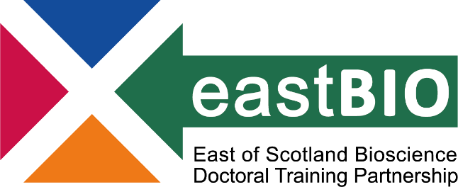 eastBIO
East of Scotland Bioscience
Doctoral Training Partnership